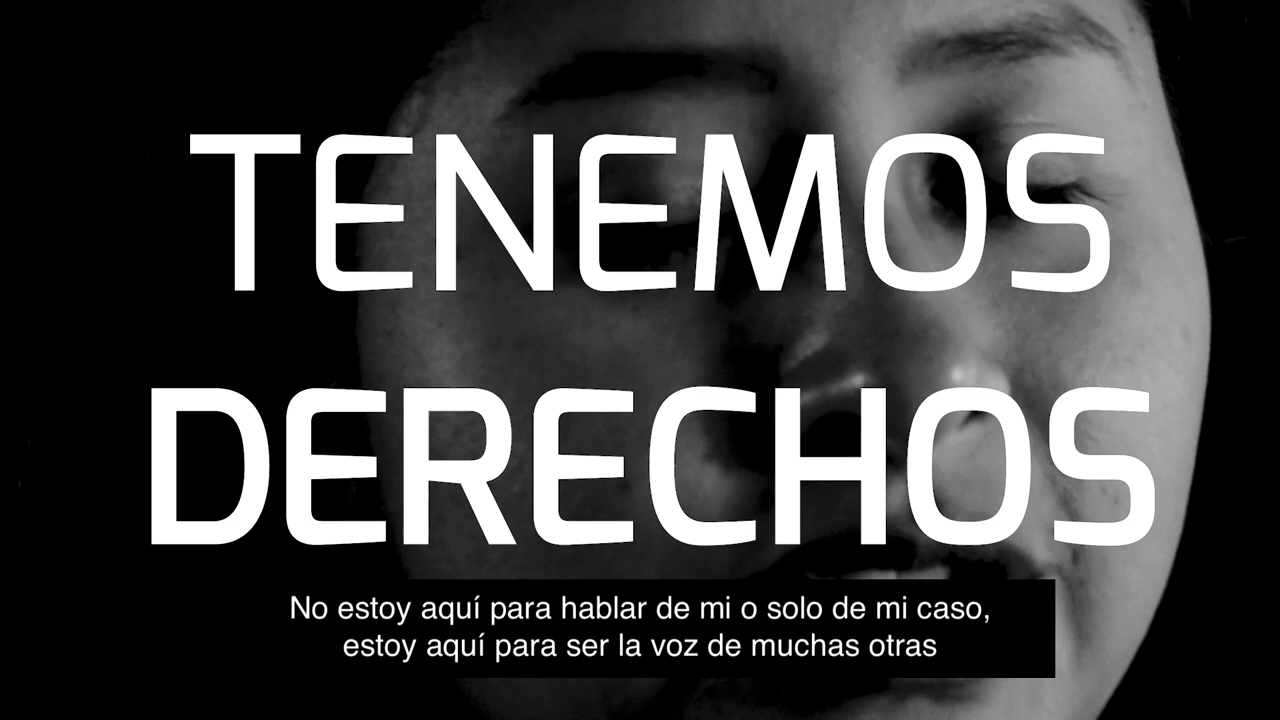 TENEMOS
DERECHOS
No estoy aquí para hablar de mi o solo de mi caso,
estoy aquí para ser la voz de muchas otras